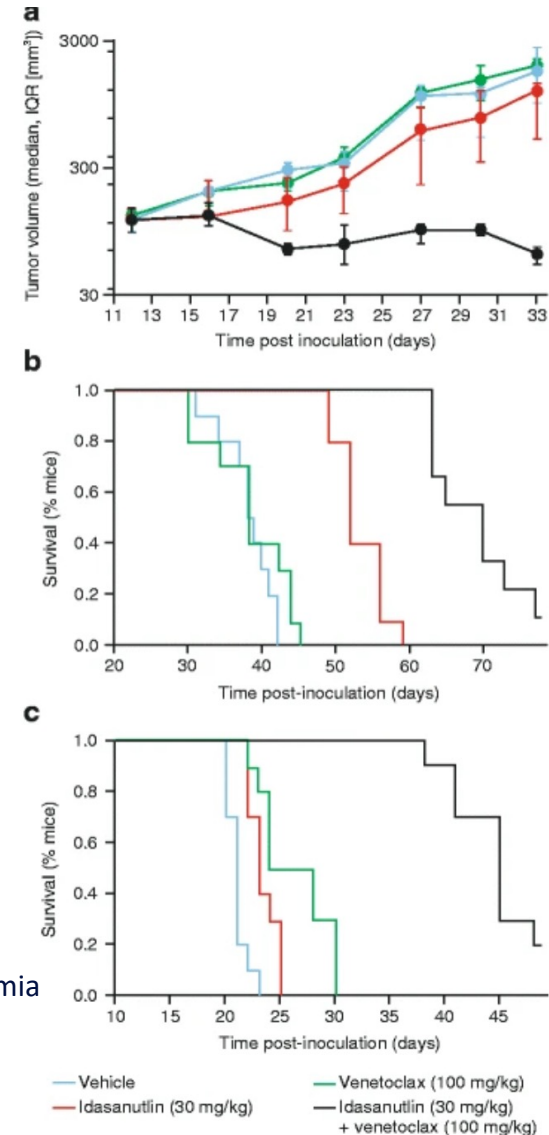 a
Tumor volume (median, IQR [mm³])
3000
300
30
11 13 15 17 19 21 23 25 27 29 31 33
Time post inoculation (days)
b
Survival (% mice)
1.0
0.8
0.6
0.4
0.2
0.0
20 30 40 50 60 70
Time post-inoculation (days)
c
Survival (% mice)
1.0
0.8
0.6
0.4
0.2
0.0
mia
10 15 20 25 30 35 40 45
Time post-inoculation (days)
Vehicle
Idasanutlin (30 mg/kg)
Venetoclax (100 mg/kg)
Idasanutlin (30 mg/kg)
+ venetoclax (100 mg/kg)